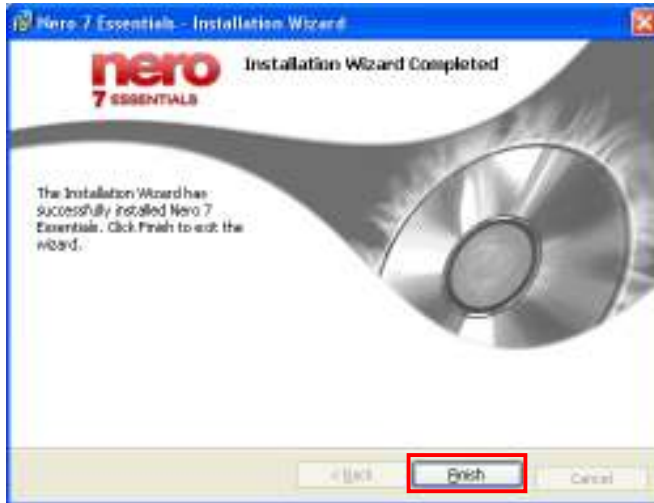 Nero 7 Essentials - Installation Wizard
nero
7 ESSENTIALS
Installation Wizard Completed
The Installation Wizard has
successfully installed Nero 7
Essentials. Click Finish to exit the
wizard.
< Back
Finish
Cancel